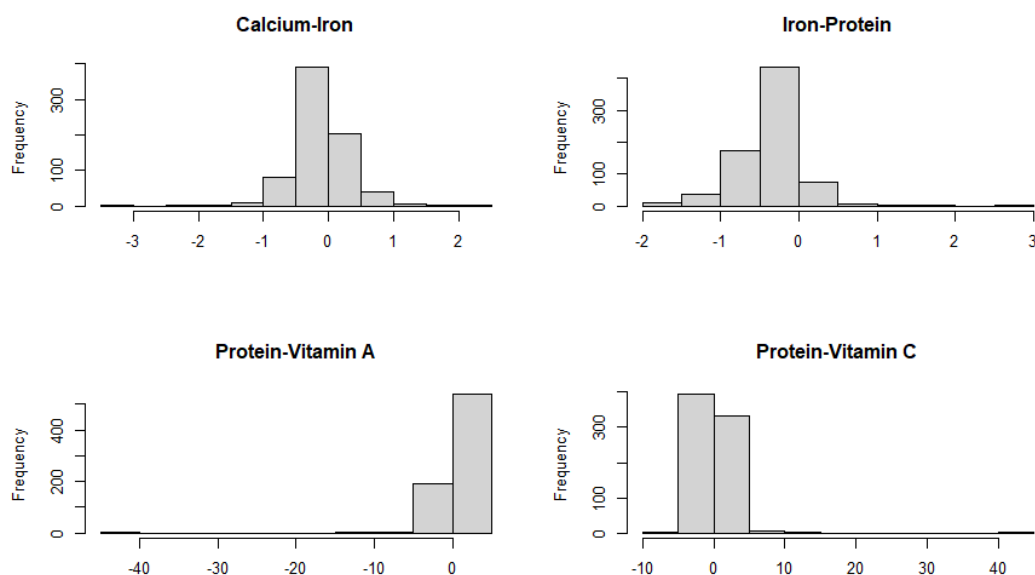 Calcium-Iron
Frequency
300
100
0
-3 -2 -1 0 1 2
Iron-Protein
Frequency
300
100
0
-2 -1 0 1 2 3
Protein-Vitamin A
Frequency
400
200
0
-40 -30 -20 -10 0
Protein-Vitamin C
Frequency
300
100
0
-10 0 10 20 30 40